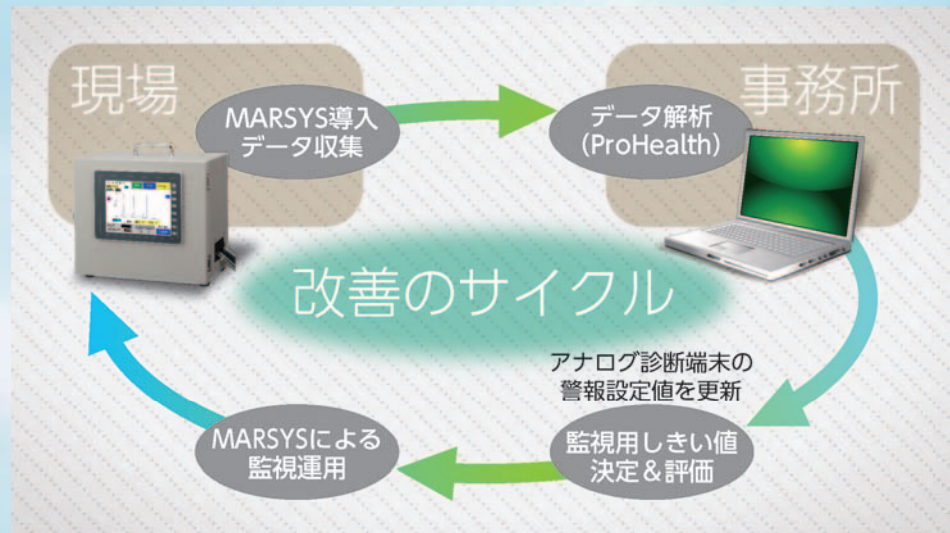 現場
事務所
MARSYS導入
データ収集
データ解析
(ProHealth)
改善のサイクル
アナログ診断端末の
警報設定値を更新
監視用しきい値
決定&評価
MARSYSによる
監視運用